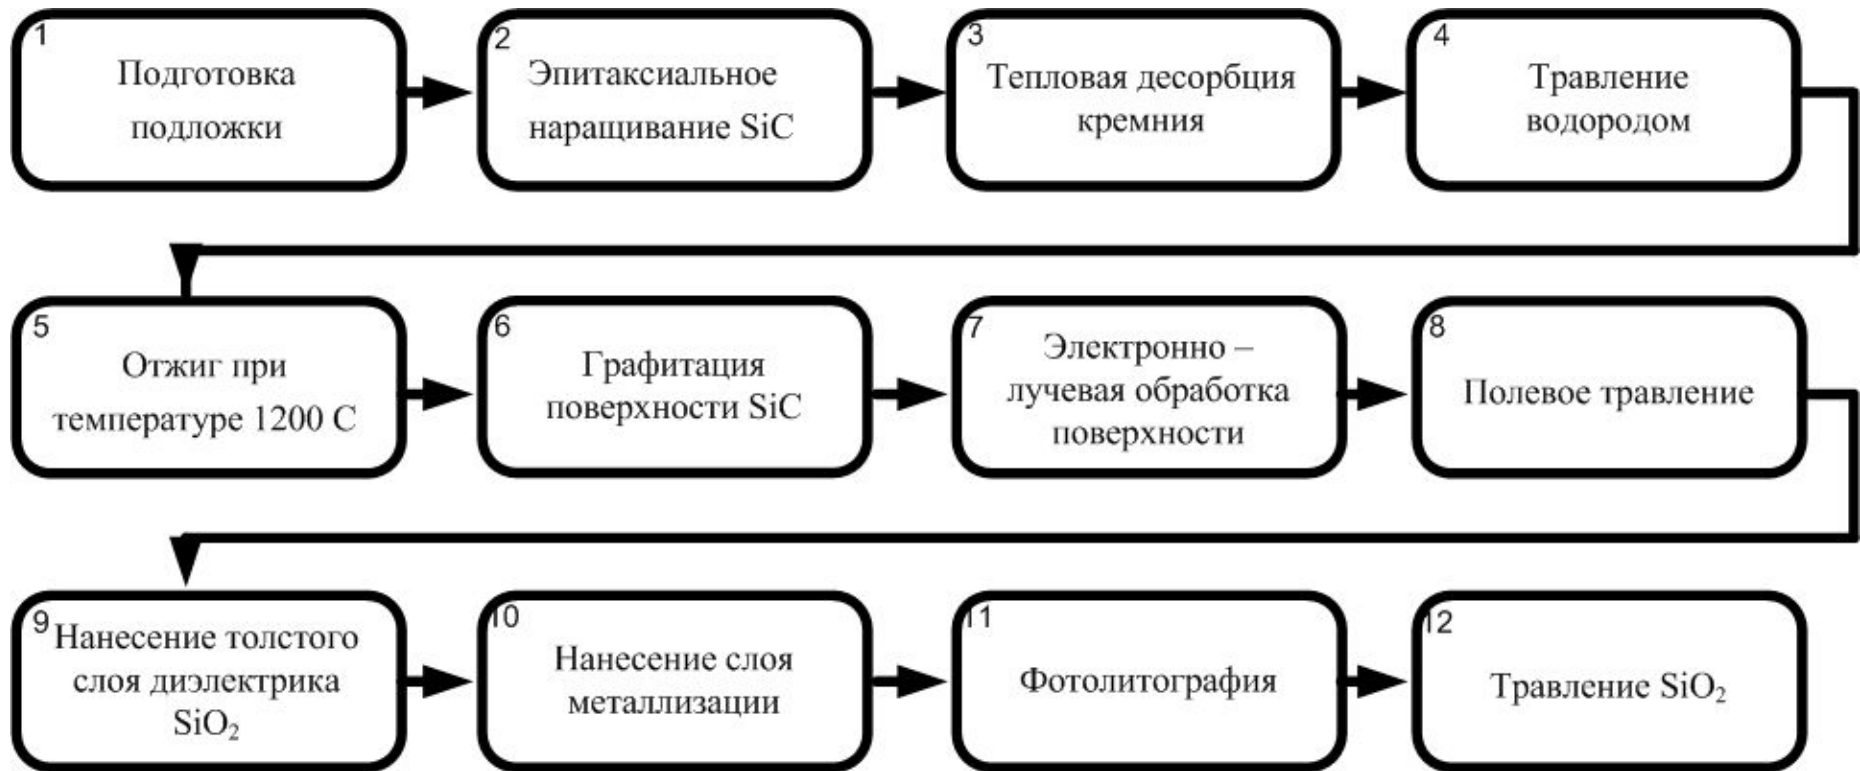 1
Подготовка
подложки
2
Эпитаксиальное
наращивание SiC
3
Тепловая десорбция
кремния
4
Травление
водородом
5
Отжиг при
температуре 1200 С
6
Графитация
поверхности SiC
7
Электронно –
лучевая обработка
поверхности
8
Полевое травление
9
Нанесение толстого
слоя диэлектрика
SiO₂
10
Нанесение слоя
металлизации
11
Фотолитография
12
Травление SiO₂